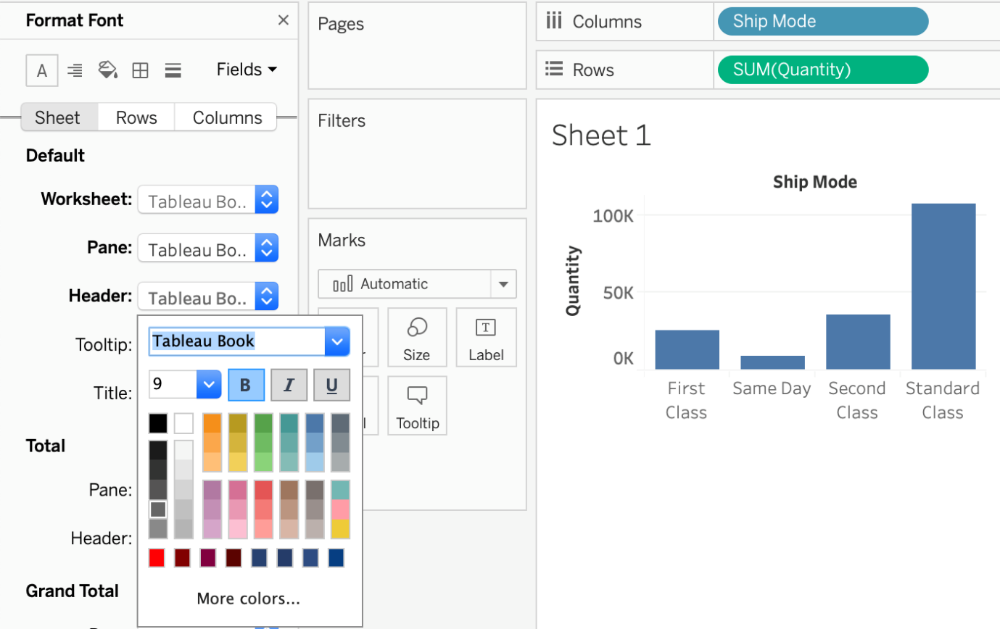 Format Font
Fields
Sheet Rows Columns
Default
Worksheet: Tableau Bo..
Pane: Tableau Bo..
Header: Tableau Bo..
Tooltip:
Title:
Total
Pane:
Header:
Grand Total
Tableau Book
9 B I U
More colors...
Pages
Filters
Marks
Automatic
Size
T
Label
Tooltip
Columns Ship Mode
Rows SUM(Quantity)
Sheet 1
Ship Mode
Quantity
100K
50K
0K
First Class
Same Day
Second Class
Standard Class
A